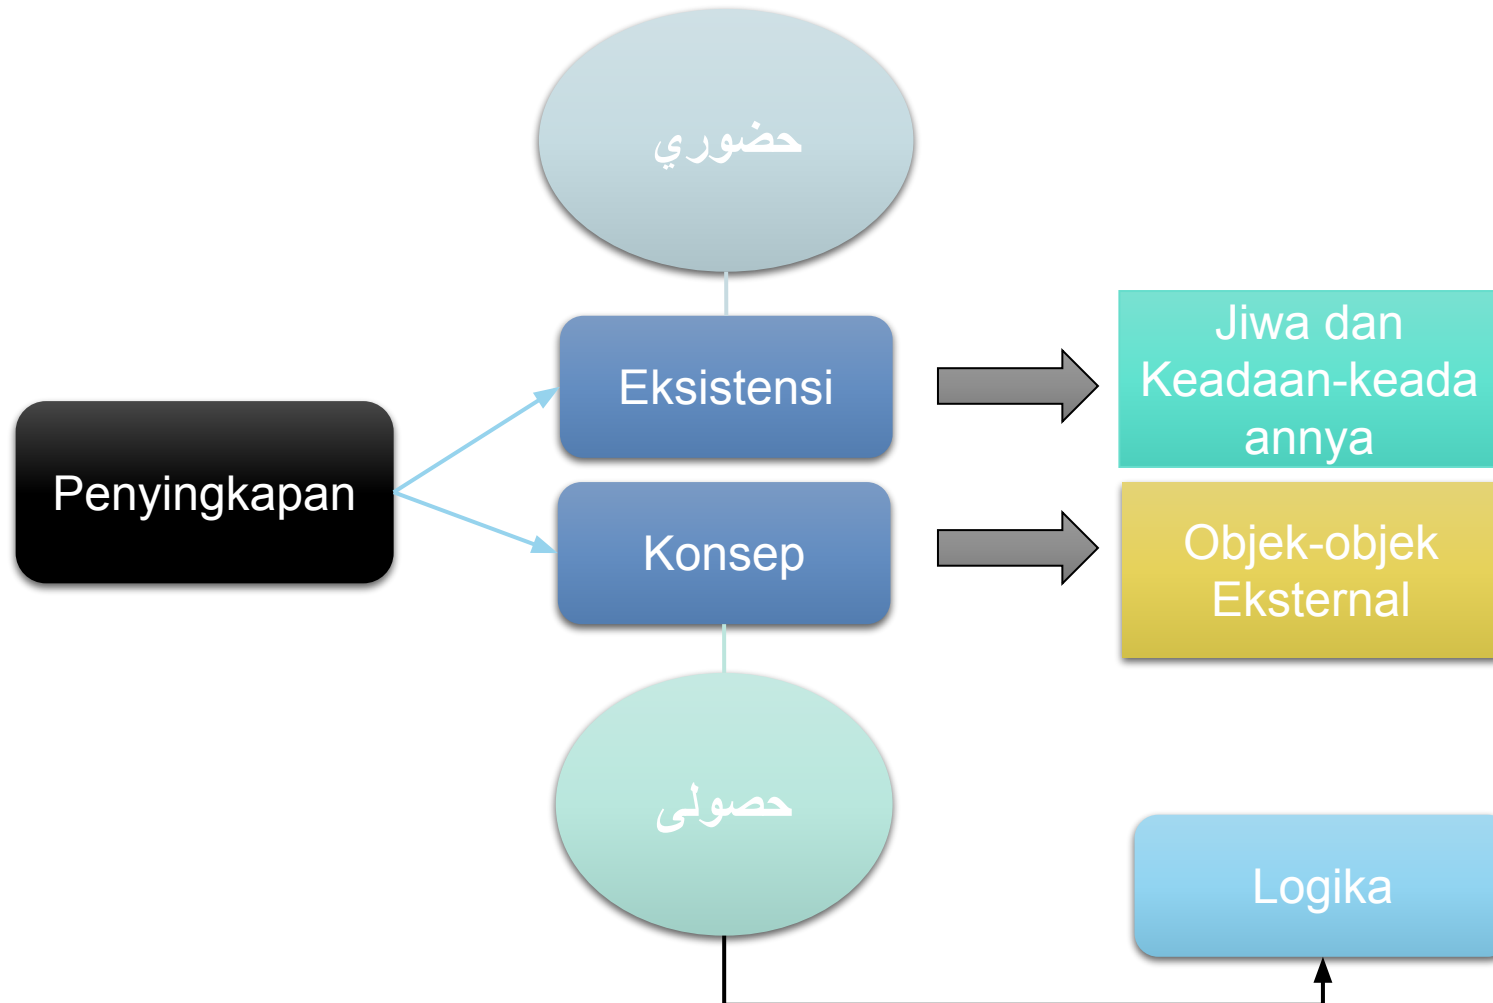 حضوري
Eksistensi
Jiwa dan
Keadaan-keada
annya
Penyingkapan
Konsep
Objek-objek
Eksternal
حصولى
Logika